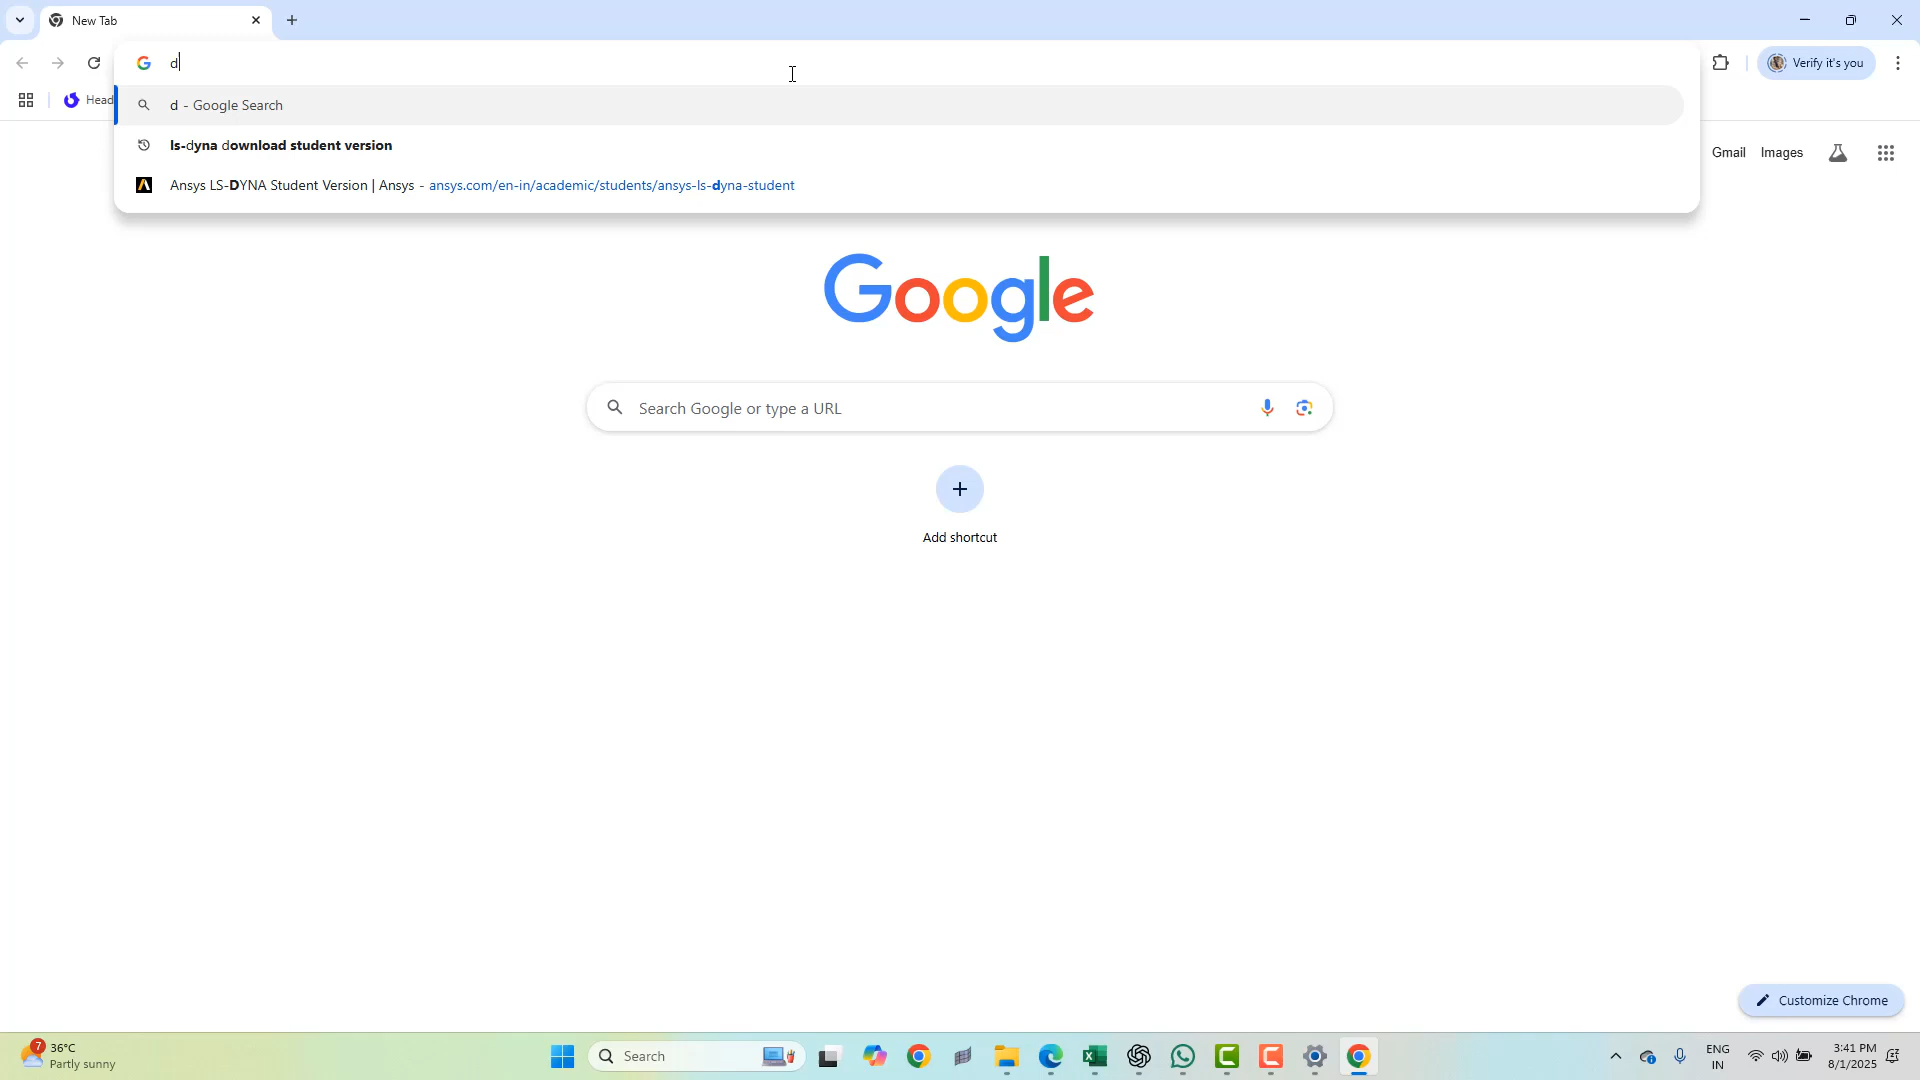 New Tab
d
Verify it's you
Head
d - Google Search
ls-dyna download student version
Ansys LS-DYNA Student Version | Ansys - ansys.com/en-in/academic/students/ansys-ls-dyna-student
Gmail Images
Google
Search Google or type a URL
Add shortcut
Customize Chrome
7
36°C
Partly sunny
Search
ENG
IN
3:41 PM
8/1/2025